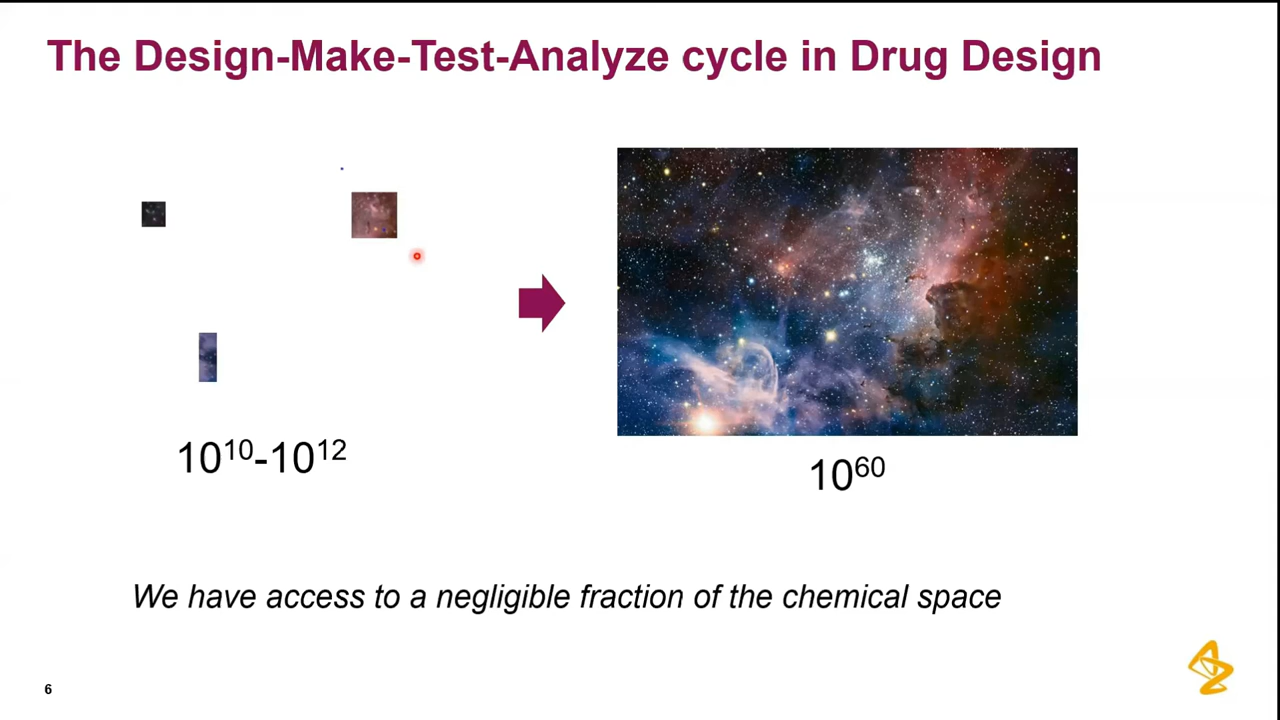 The Design-Make-Test-Analyze cycle in Drug Design
10¹⁰-10¹²
10⁶⁰
We have access to a negligible fraction of the chemical space
6